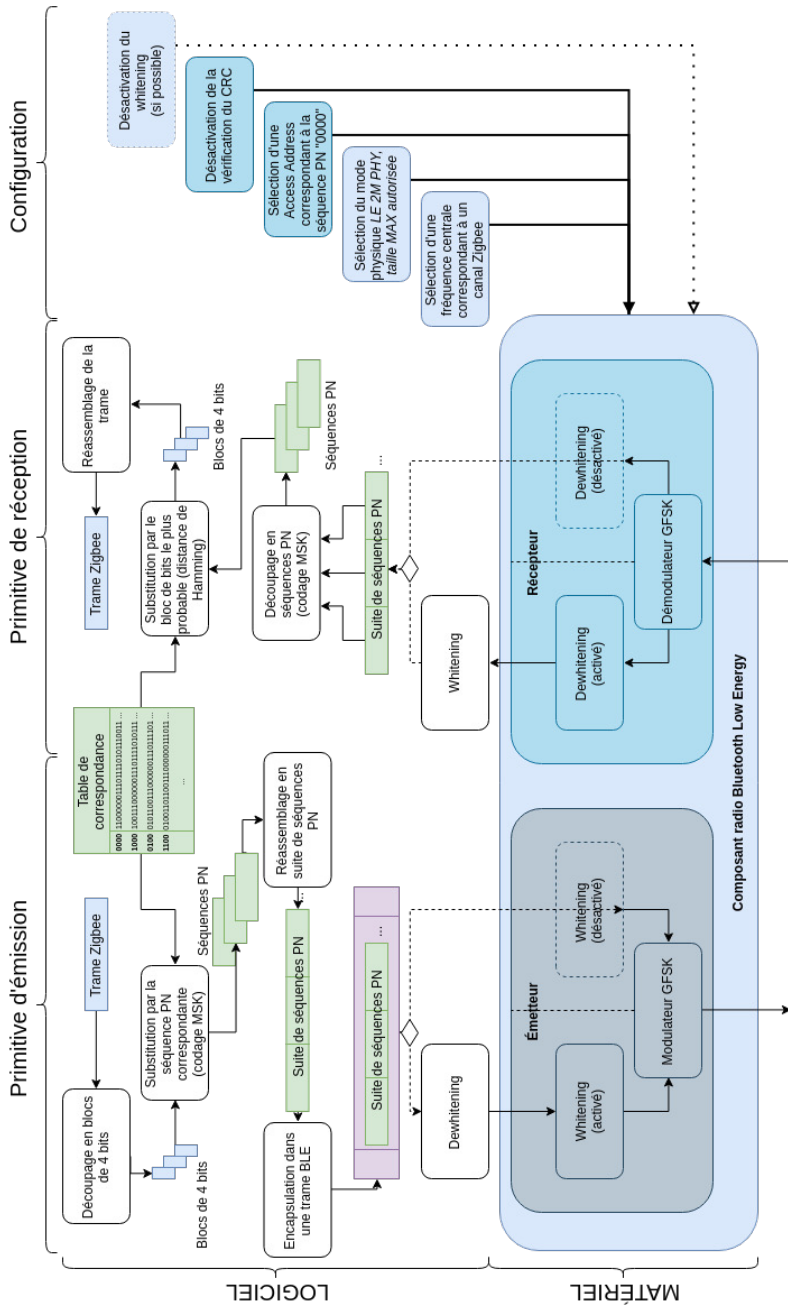 Primitive d'émission
Primitive de réception
Configuration
LOGICIEL
MATÉRIEL
Découpage en blocs
de 4 bits
Trame Zigbee
Blocs de 4 bits
Substitution par la
séquence PN
correspondante
(codage MSK)
Séquences PN
Réassemblage en
suite de séquences
PN
Suite de séquences PN
...
Encapsulation dans
une trame BLE
Suite de séquences PN
...
Dewhitening
Émetteur
Whitening
(activé)
Whitening
(désactivé)
Modulateur GFSK
Table de
correspondance
0000 11000000111011110101110011 ...
...
Trame Zigbee
Réassemblage de la
trame
Substitution par le
bloc de bits le plus
probable (distance de
Hamming)
Blocs de 4 bits
Découpage en
séquences PN
(codage MSK)
Séquences PN
Suite de séquences PN
...
Whitening
Récepteur
Dewhitening
(activé)
Dewhitening
(désactivé)
Démodulateur GFSK
Composant radio Bluetooth Low Energy
Désactivation du
whitening
(si possible)
Désactivation de la
vérification du CRC
Sélection d'une
Access Address
correspondant à la
séquence PN "0000"
Sélection du mode
physique LE 2M PHY,
taille MAX autorisée
Sélection d'une
fréquence centrale
correspondant à un
canal Zigbee